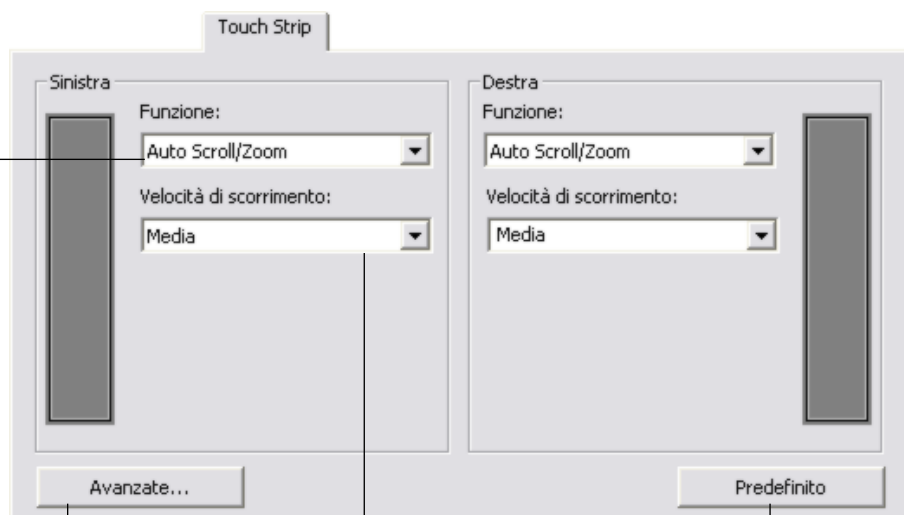 Touch Strip
Sinistra
Funzione:
Auto Scroll/Zoom
Velocità di scorrimento:
Media
Destra
Funzione:
Auto Scroll/Zoom
Velocità di scorrimento:
Media
Avanzate...
Predefinito